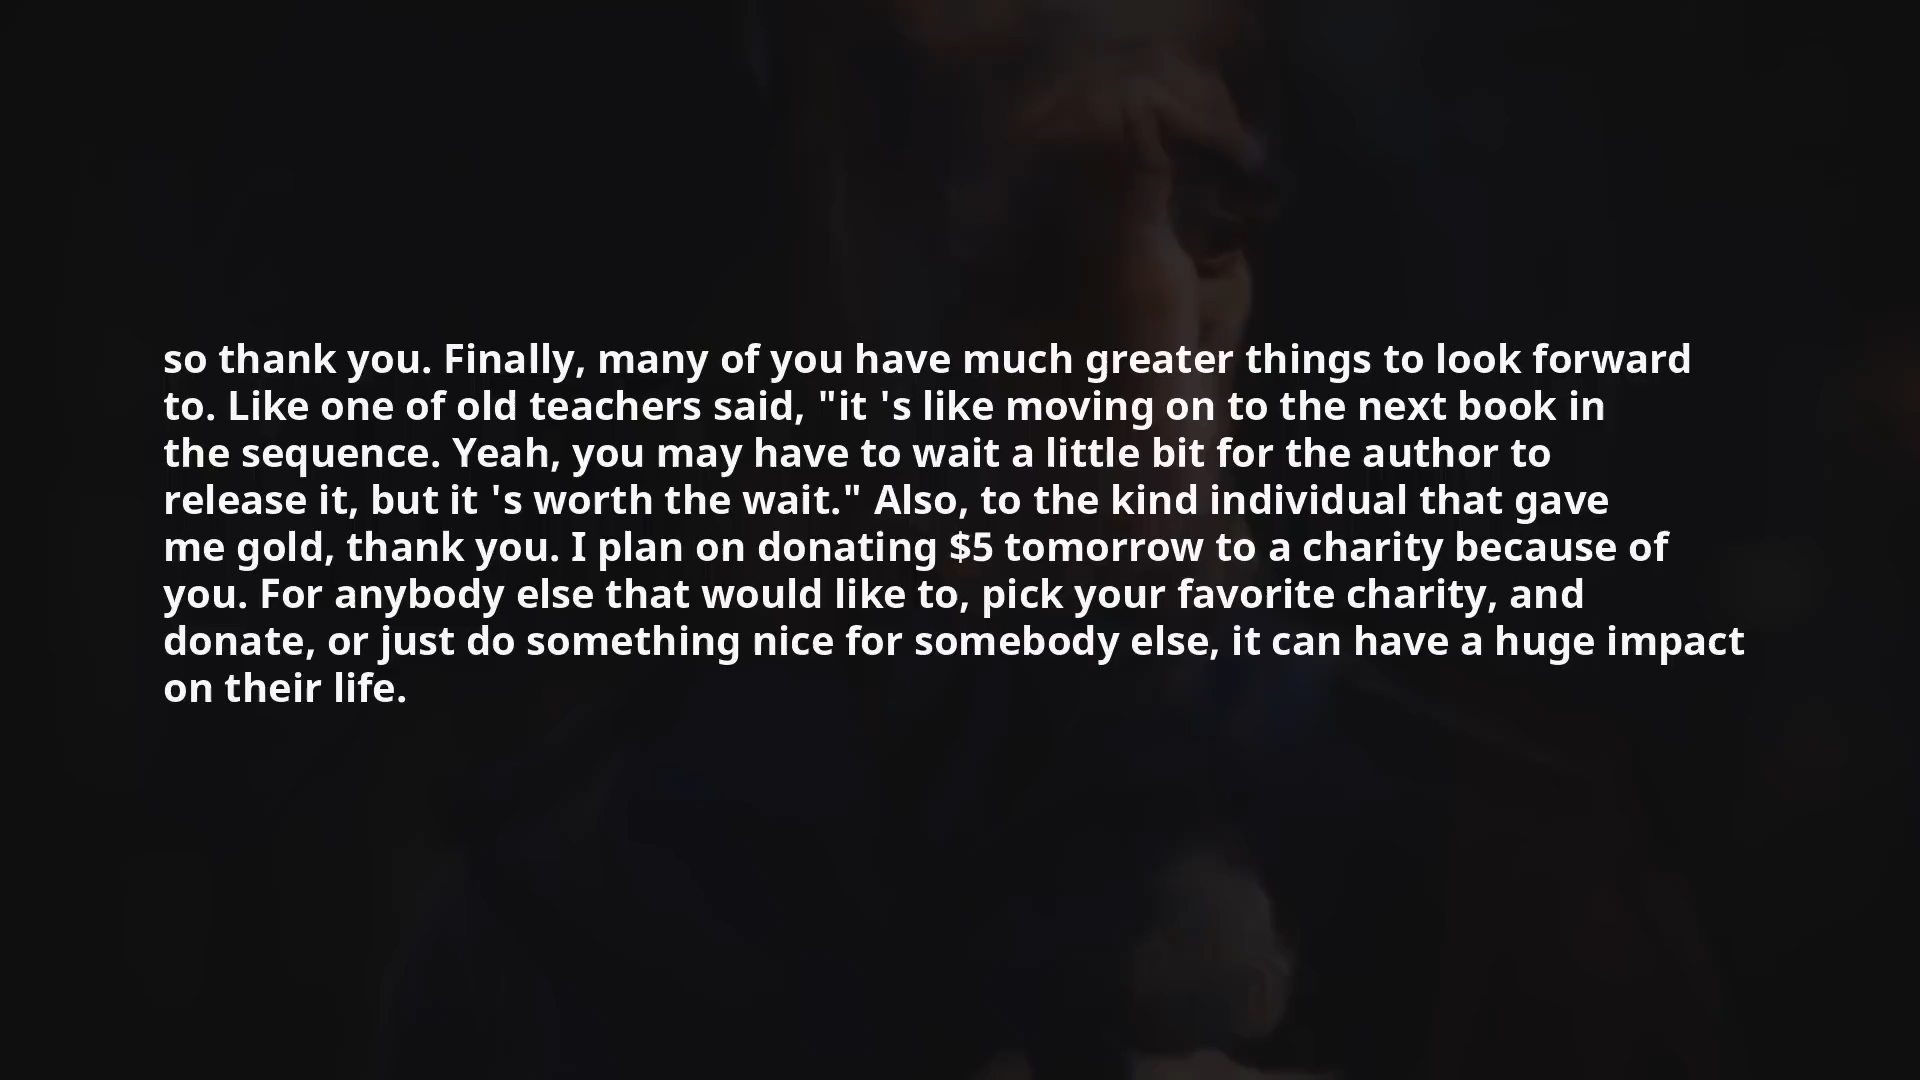 so thank you. Finally, many of you have much greater things to look forward
to. Like one of old teachers said, "it 's like moving on to the next book in
the sequence. Yeah, you may have to wait a little bit for the author to
release it, but it 's worth the wait." Also, to the kind individual that gave
me gold, thank you. I plan on donating $5 tomorrow to a charity because of
you. For anybody else that would like to, pick your favorite charity, and
donate, or just do something nice for somebody else, it can have a huge impact
on their life.